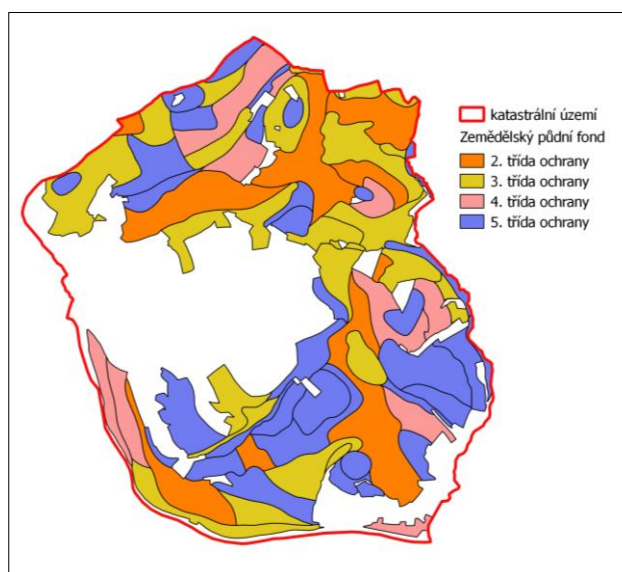 katastrální území
Zemědělský půdní fond
2. třída ochrany
3. třída ochrany
4. třída ochrany
5. třída ochrany